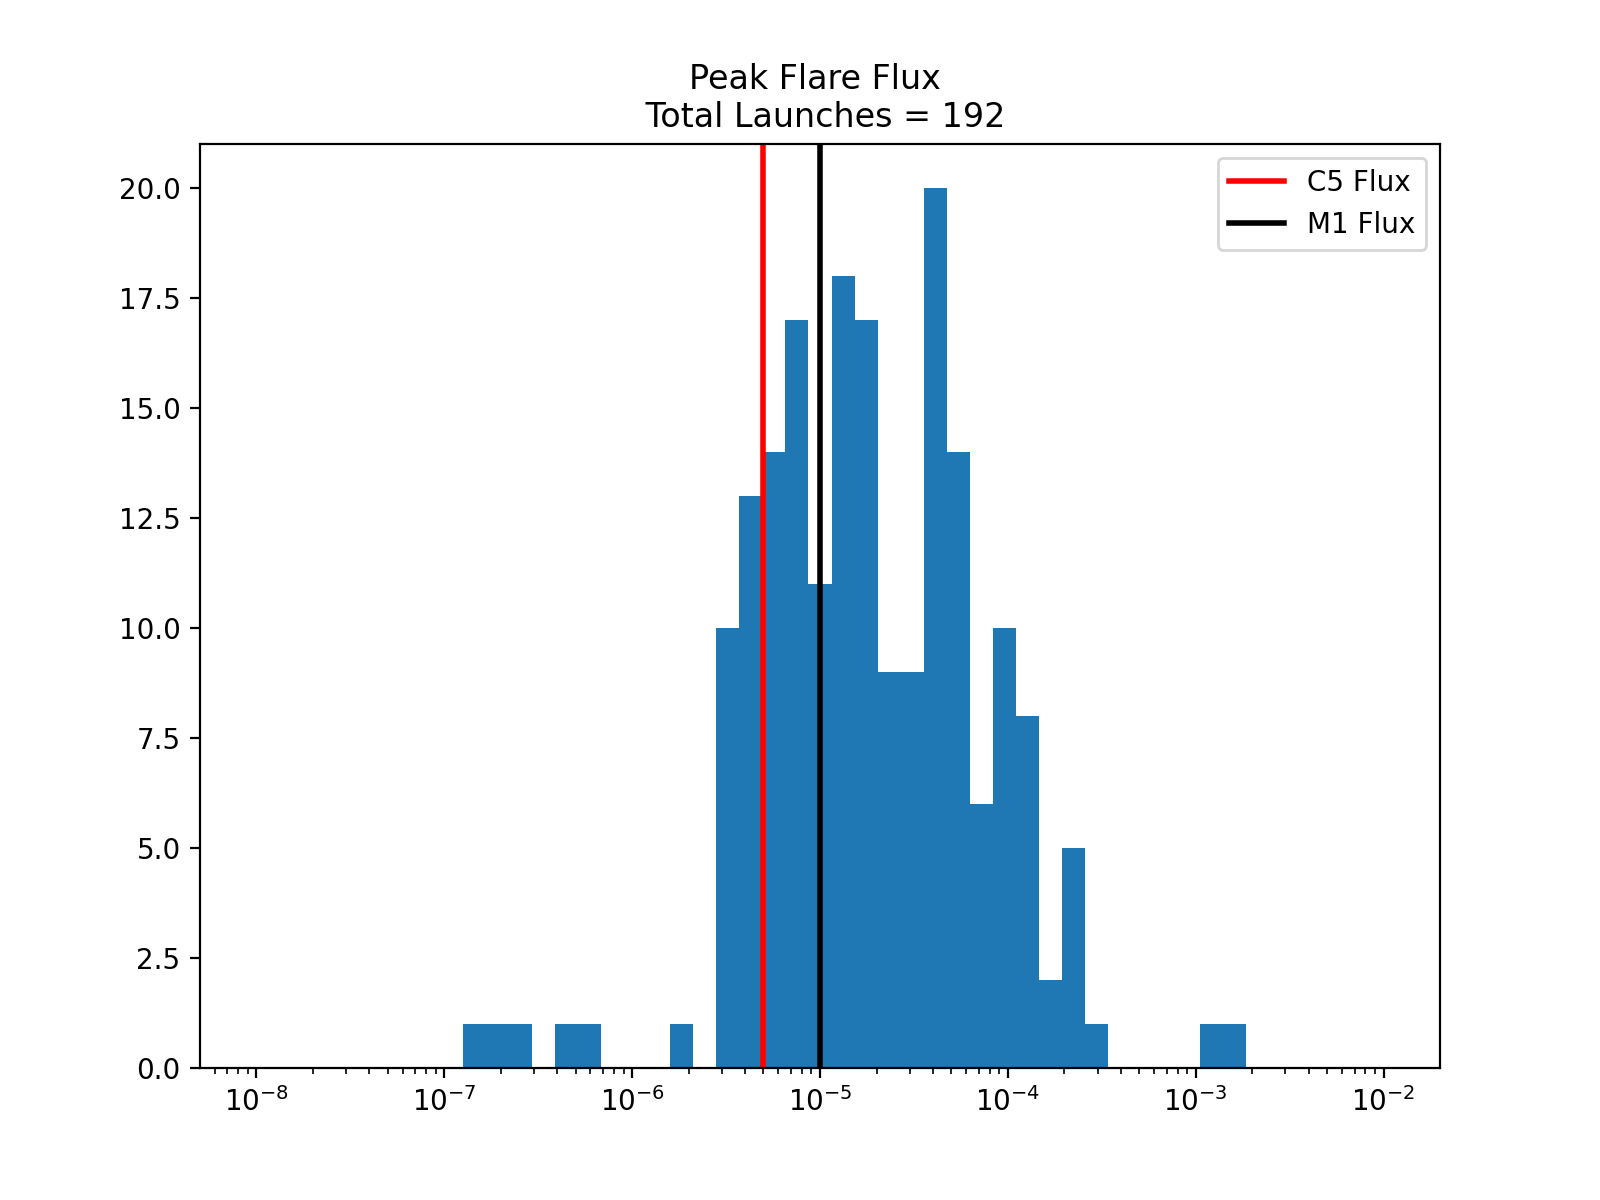 Peak Flare Flux
Total Launches = 192
C5 Flux
M1 Flux
20.0
17.5
15.0
12.5
10.0
7.5
5.0
2.5
0.0
10⁻⁸ 10⁻⁷ 10⁻⁶ 10⁻⁵ 10⁻⁴ 10⁻³ 10⁻²